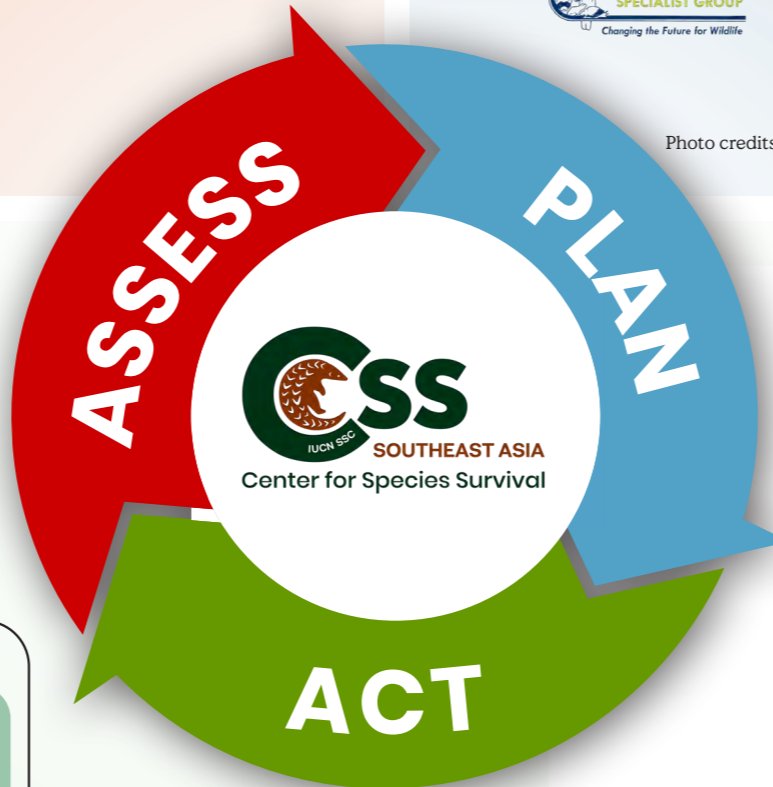 SPECIALIST GROUP
Changing the Future for Wildlife
Photo credits
ASSESS
PLAN
CSS
IUCN SSC
SOUTHEAST ASIA
Center for Species Survival
ACT